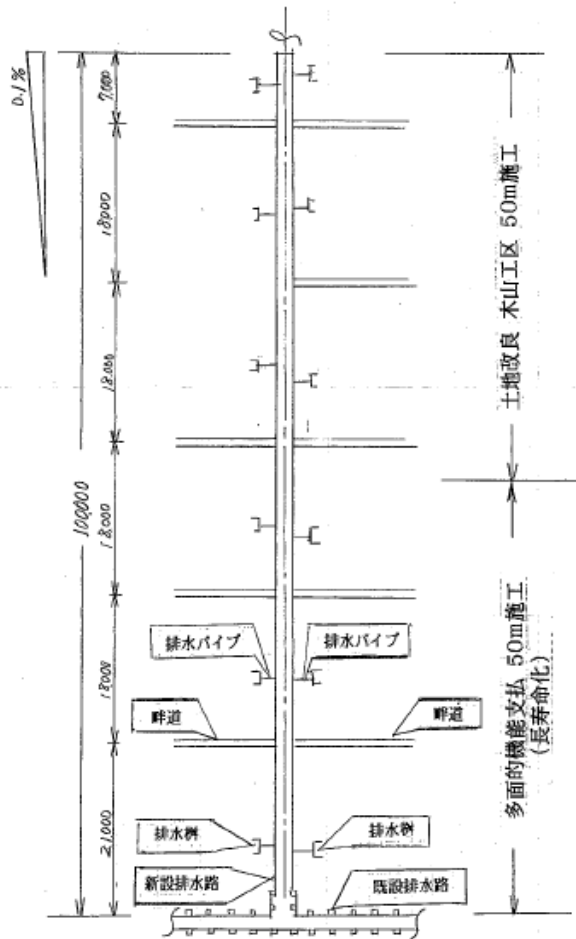 0.1%
7,000
18,000
18,000
100,000
18,000
18,000
21,000
土地改良 木山工区 50m施工
多面的機能支払 50m施工
(長寿命化)
排水パイプ
排水パイプ
畔道
畔道
排水桝
排水桝
新設排水路
既設排水路